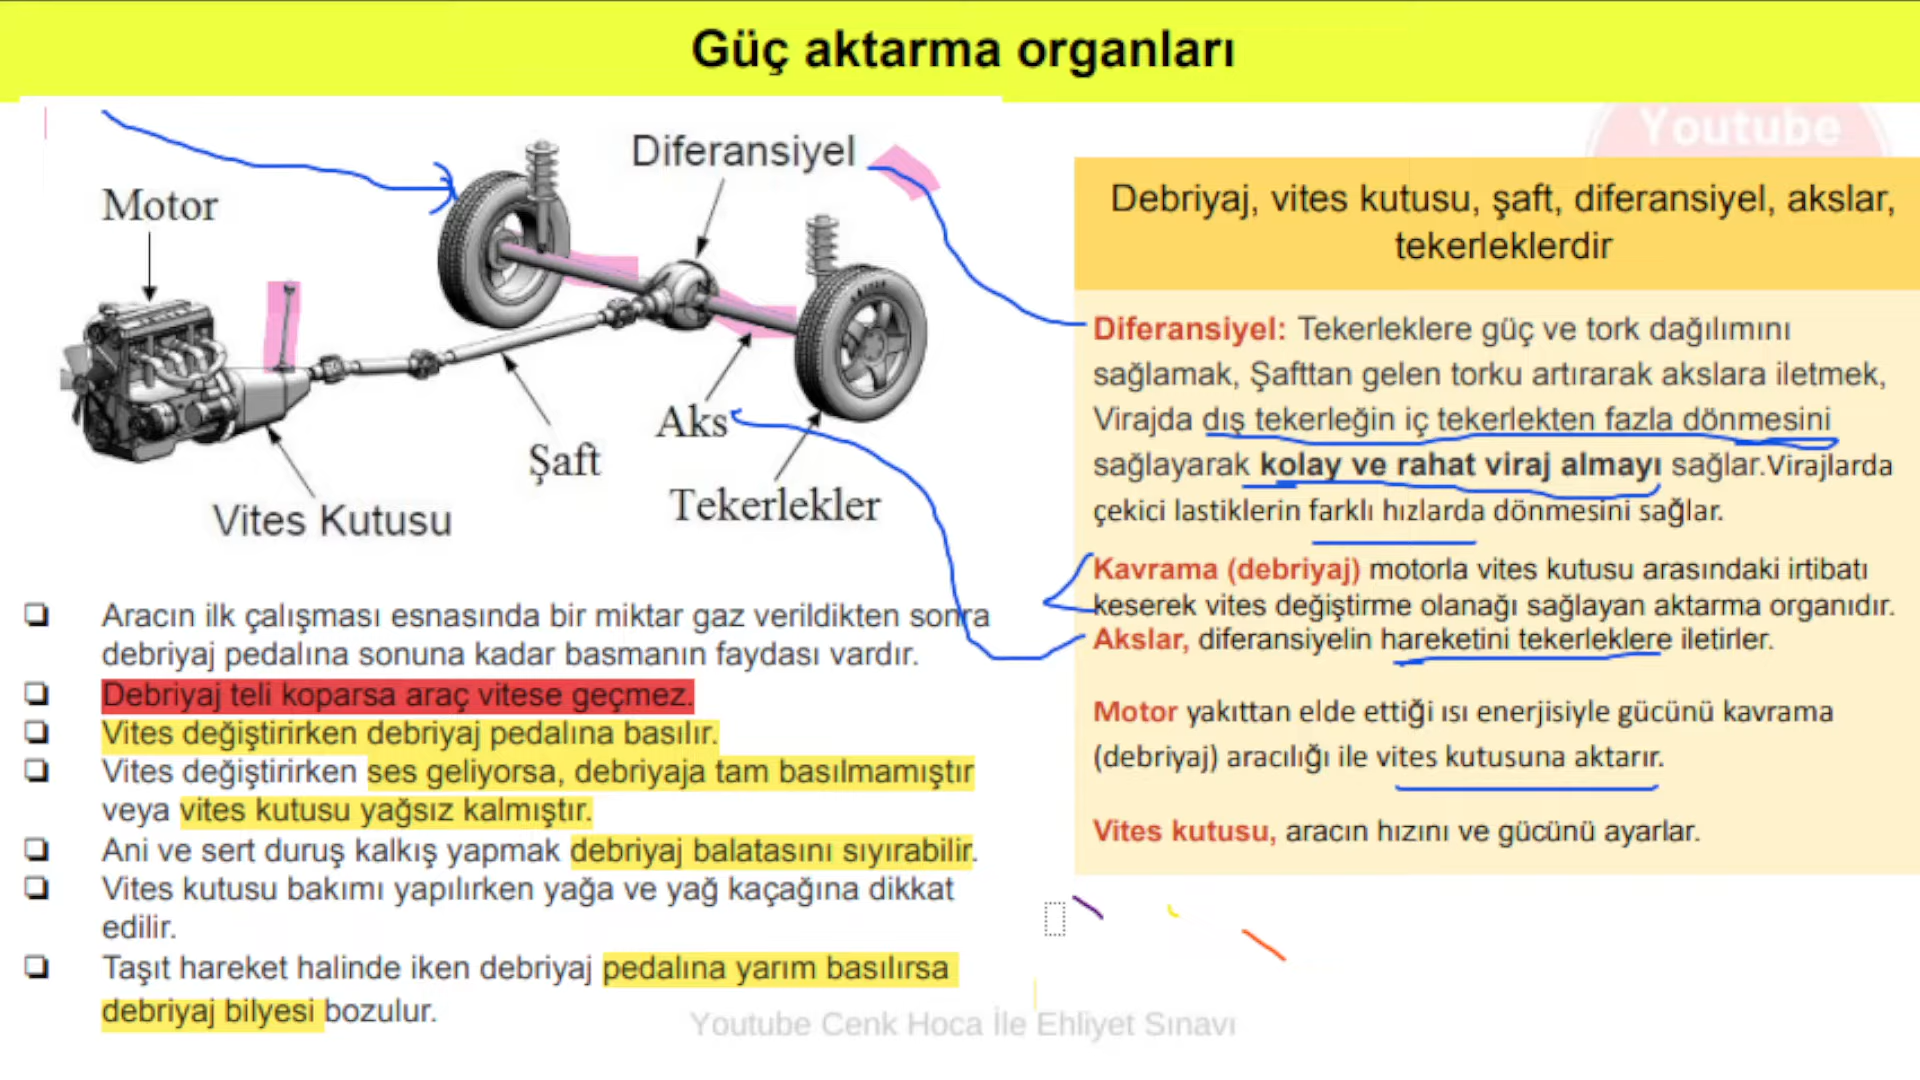 Güç aktarma organları
Youtube
Diferansiyel
Motor
Aks
Şaft
Tekerlekler
Vites Kutusu
❏ Aracın ilk çalışması esnasında bir miktar gaz verildikten sonra
debriyaj pedalına sonuna kadar basmanın faydası vardır.
❏ Debriyaj teli koparsa araç vitese geçmez.
❏ Vites değiştirirken debriyaj pedalına basılır.
❏ Vites değiştirirken ses geliyorsa, debriyaja tam basılmamıştır
veya vites kutusu yağsız kalmıştır.
❏ Ani ve sert duruş kalkış yapmak debriyaj balatasını sıyırabilir.
❏ Vites kutusu bakımı yapılırken yağa ve yağ kaçağına dikkat
edilir.
❏ Taşıt hareket halinde iken debriyaj pedalına yarım basılırsa
debriyaj bilyesi bozulur.
Debriyaj, vites kutusu, şaft, diferansiyel, akslar,
tekerleklerdir
Diferansiyel: Tekerleklere güç ve tork dağılımını
sağlamak, Şafttan gelen torku artırarak akslara iletmek,
Virajda dış tekerleğin iç tekerlekten fazla dönmesini
sağlayarak kolay ve rahat viraj almayı sağlar.Virajlarda
çekici lastiklerin farklı hızlarda dönmesini sağlar.
Kavrama (debriyaj) motorla vites kutusu arasındaki irtibatı
keserek vites değiştirme olanağı sağlayan aktarma organıdır.
Akslar, diferansiyelin hareketini tekerleklere iletirler.
Motor yakıttan elde ettiği ısı enerjisiyle gücünü kavrama
(debriyaj) aracılığı ile vites kutusuna aktarır.
Vites kutusu, aracın hızını ve gücünü ayarlar.
Youtube Cenk Hoca İle Ehliyet Sınavı